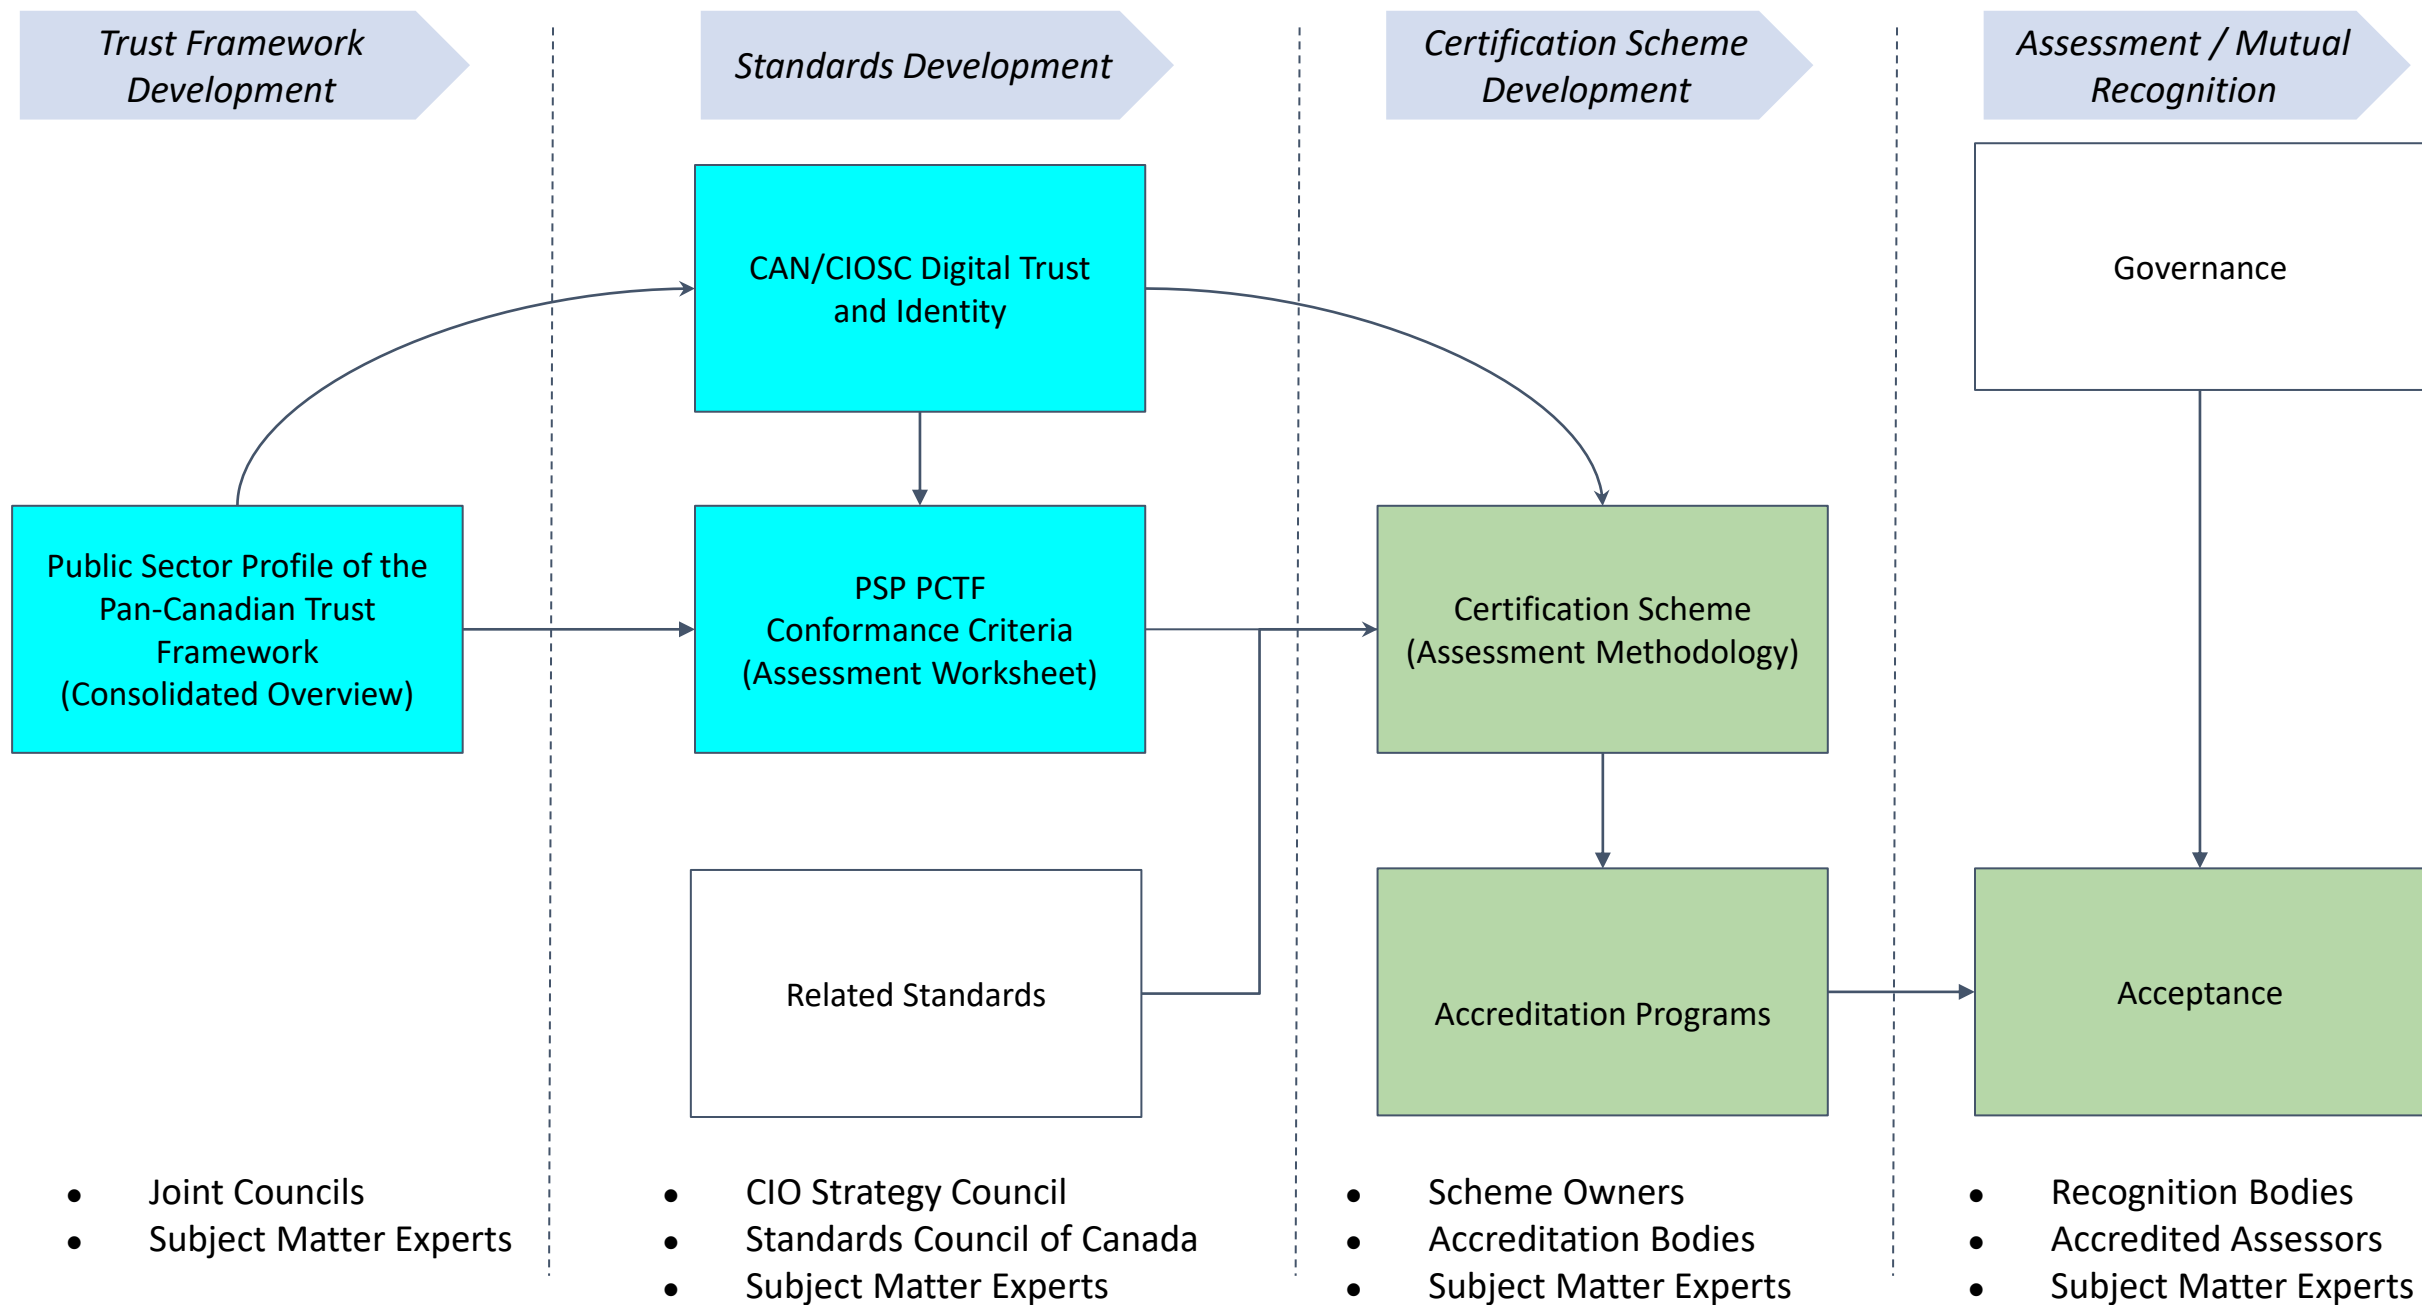 Trust Framework
Development
Standards Development
Certification Scheme
Development
Assessment / Mutual
Recognition
CAN/CIOSC Digital Trust
and Identity
Governance
Public Sector Profile of the
Pan-Canadian Trust
Framework
(Consolidated Overview)
PSP PCTF
Conformance Criteria
(Assessment Worksheet)
Certification Scheme
(Assessment Methodology)
Related Standards
Accreditation Programs
Acceptance
• Joint Councils
• Subject Matter Experts
• CIO Strategy Council
• Standards Council of Canada
• Subject Matter Experts
• Scheme Owners
• Accreditation Bodies
• Subject Matter Experts
• Recognition Bodies
• Accredited Assessors
• Subject Matter Experts